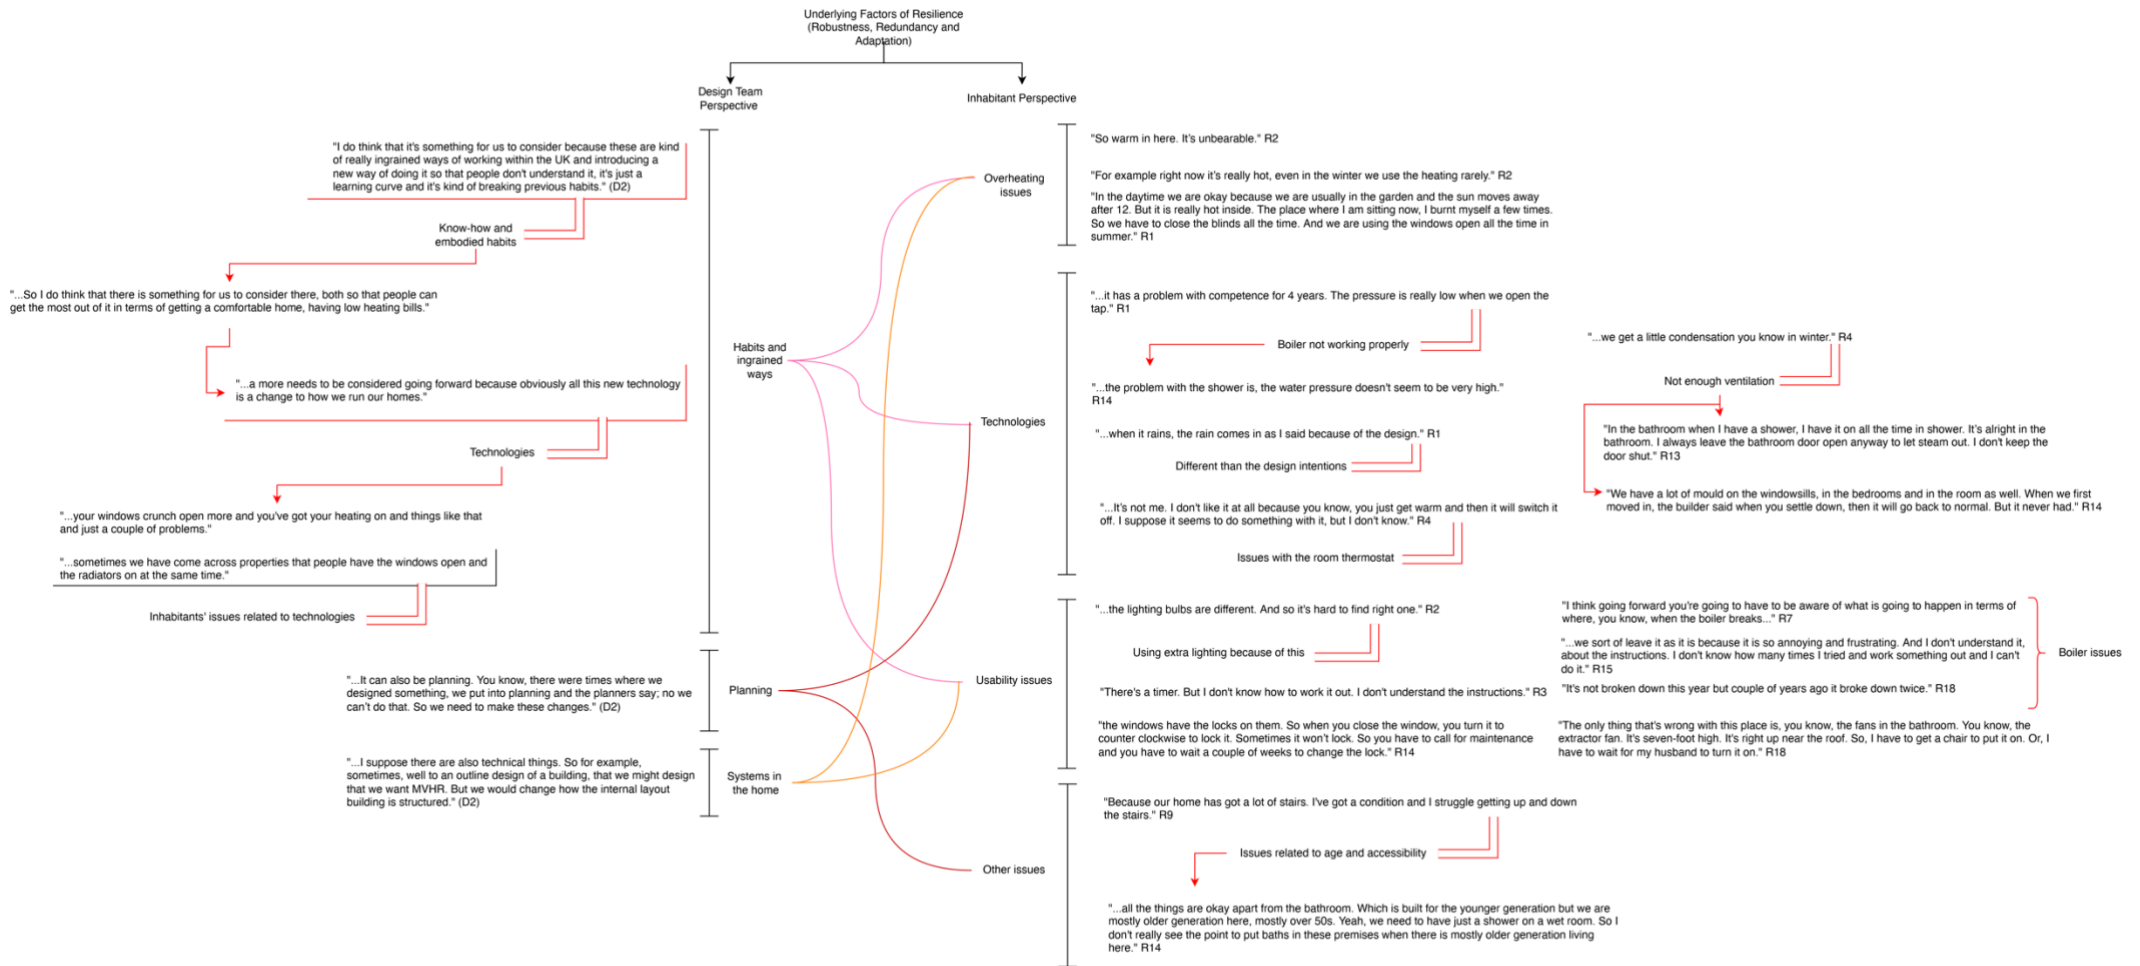 Underlying Factors of Resilience
(Robustness, Redundancy and
Adaptation)
Design Team
Perspective
Inhabitant Perspective
"I do think that it's something for us to consider because these are kind
of really ingrained ways of working within the UK and introducing a
new way of doing it so that people don't understand it, it's just a
learning curve and it's kind of breaking previous habits." (D2)
Know-how and
embodied habits
"...So I do think that there is something for us to consider there, both so that people can
get the most out of it in terms of getting a comfortable home, having low heating bills."
"...a more needs to be considered going forward because obviously all this new technology
is a change to how we run our homes."
Technologies
"...your windows crunch open more and you've got your heating on and things like that
and just a couple of problems."
"...sometimes we have come across properties that people have the windows open and
the radiators on at the same time."
Inhabitants' issues related to technologies
"...It can also be planning. You know, there were times where we
designed something, we put into planning and the planners say; no we
can't do that. So we need to make these changes." (D2)
"...I suppose there are also technical things. So for example,
sometimes, well to an outline design of a building, that we might design
that we want MVHR. But we would change how the internal layout
building is structured." (D2)
Habits and
ingrained
ways
Planning
Systems in
the home
Overheating
issues
Technologies
Usability issues
Other issues
"So warm in here. It's unbearable." R2
"For example right now it's really hot, even in the winter we use the heating rarely." R2
"In the daytime we are okay because we are usually in the garden and the sun moves away
after 12. But it is really hot inside. The place where I am sitting now, I burnt myself a few times.
So we have to close the blinds all the time. And we are using the windows open all the time in
summer." R1
"...it has a problem with competence for 4 years. The pressure is really low when we open the
tap." R1
Boiler not working properly
"...the problem with the shower is, the water pressure doesn't seem to be very high."
R14
"...when it rains, the rain comes in as I said because of the design." R1
Different than the design intentions
"...It's not me. I don't like it at all because you know, you just get warm and then it will switch it
off. I suppose it seems to do something with it, but I don't know." R4
Issues with the room thermostat
"...we get a little condensation you know in winter." R4
Not enough ventilation
"In the bathroom when I have a shower, I have it on all the time in shower. It's alright in the
bathroom. I always leave the bathroom door open anyway to let steam out. I don't keep the
door shut." R13
"We have a lot of mould on the windowsills, in the bedrooms and in the room as well. When we first
moved in, the builder said when you settle down, then it will go back to normal. But it never had." R14
"...the lighting bulbs are different. And so it's hard to find right one." R2
Using extra lighting because of this
"There's a timer. But I don't know how to work it out. I don't understand the instructions." R3
"the windows have the locks on them. So when you close the window, you turn it to
counter clockwise to lock it. Sometimes it won't lock. So you have to call for maintenance
and you have to wait a couple of weeks to change the lock." R14
"I think going forward you're going to have to be aware of what is going to happen in terms of
where, you know, when the boiler breaks..." R7
"...we sort of leave it as it is because it is so annoying and frustrating. And I don't understand it,
about the instructions. I don't know how many times I tried and work something out and I can't
do it." R15
"It's not broken down this year but couple of years ago it broke down twice." R18
Boiler issues
"The only thing that's wrong with this place is, you know, the fans in the bathroom. You know, the
extractor fan. It's seven-foot high. It's right up near the roof. So, I have to get a chair to put it on. Or, I
have to wait for my husband to turn it on." R18
"Because our home has got a lot of stairs. I've got a condition and I struggle getting up and down
the stairs." R9
Issues related to age and accessibility
"...all the things are okay apart from the bathroom. Which is built for the younger generation but we are
mostly older generation here, mostly over 50s. Yeah, we need to have just a shower on a wet room. So I
don't really see the point to put baths in these premises when there is mostly older generation living
here." R14